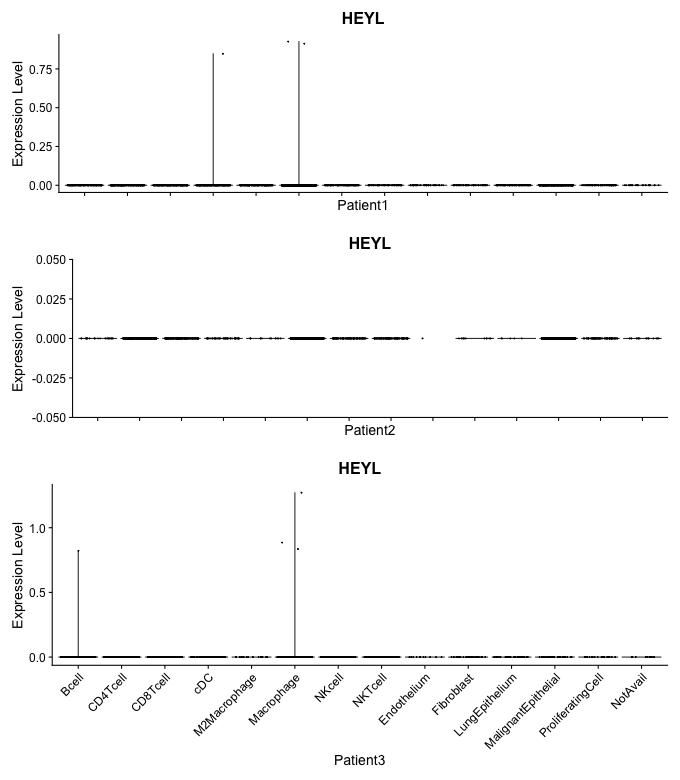 HEYL
Expression Level
0.75
0.50
0.25
0.00
Patient1
HEYL
Expression Level
0.050
0.025
0.000
-0.025
-0.050
Patient2
HEYL
Expression Level
1.0
0.5
0.0
Bcell
CD4Tcell
CD8Tcell
cDC
M2Macrophage
Macrophage
NKcell
NKTcell
Endothelium
Fibroblast
LungEpithelium
MalignantEpithelial
ProliferatingCell
NotAvail
Patient3